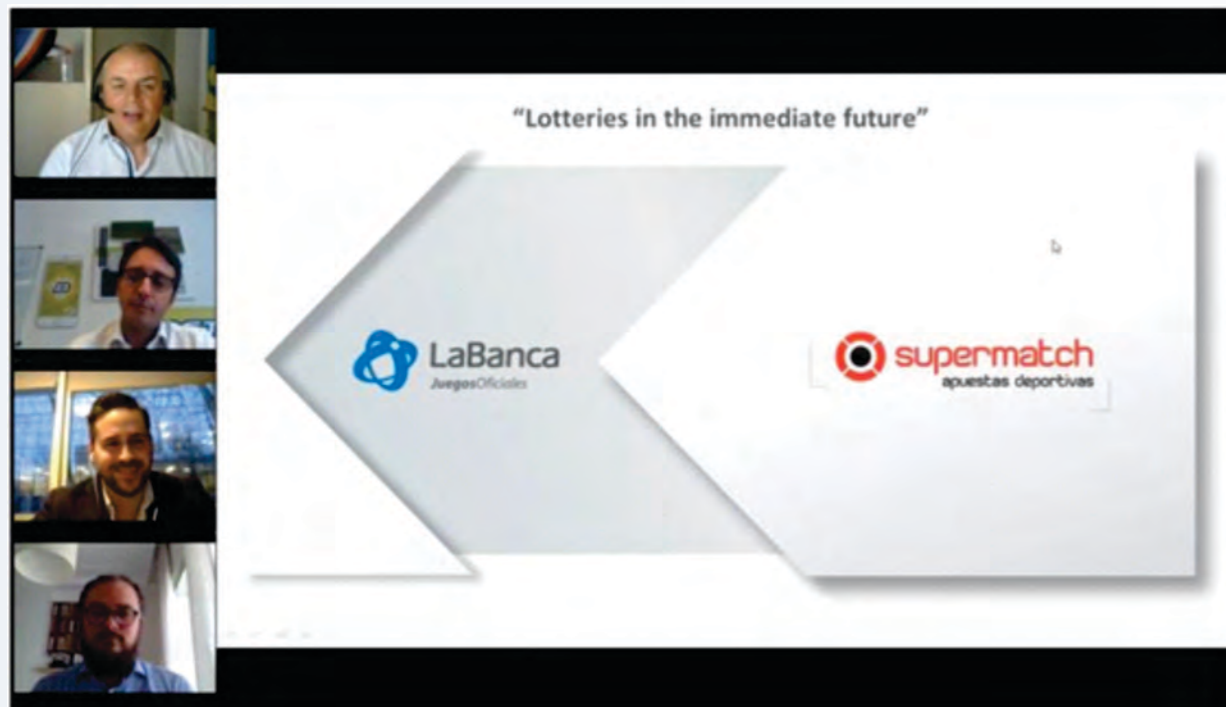 “Lotteries in the immediate future”
LaBanca
JuegosOficiales
supermatch
apuestas deportivas